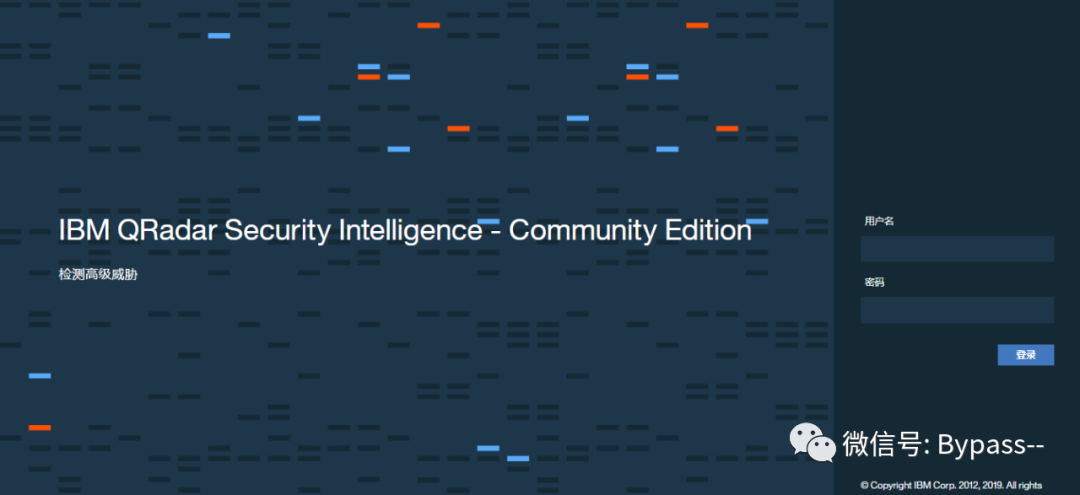 IBM QRadar Security Intelligence - Community Edition
检测高级威胁
用户名
密码
登录
微信号: Bypass--
© Copyright IBM Corp. 2012, 2019. All rights